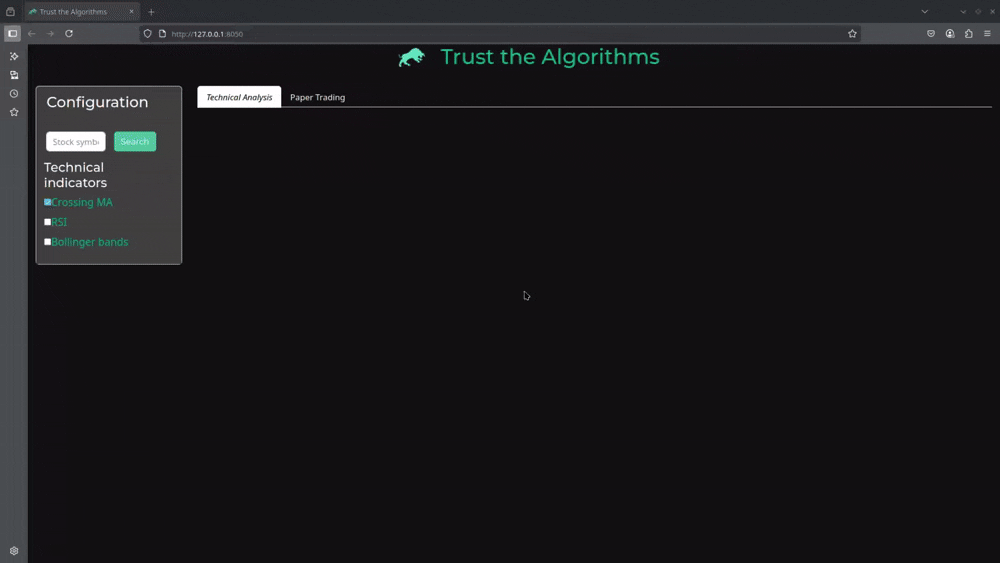 Trust the Algorithms
http://127.0.0.1:8050
Trust the Algorithms
Configuration
Stock symb
Search
Technical
indicators
Crossing MA
RSI
Bollinger bands
Technical Analysis
Paper Trading